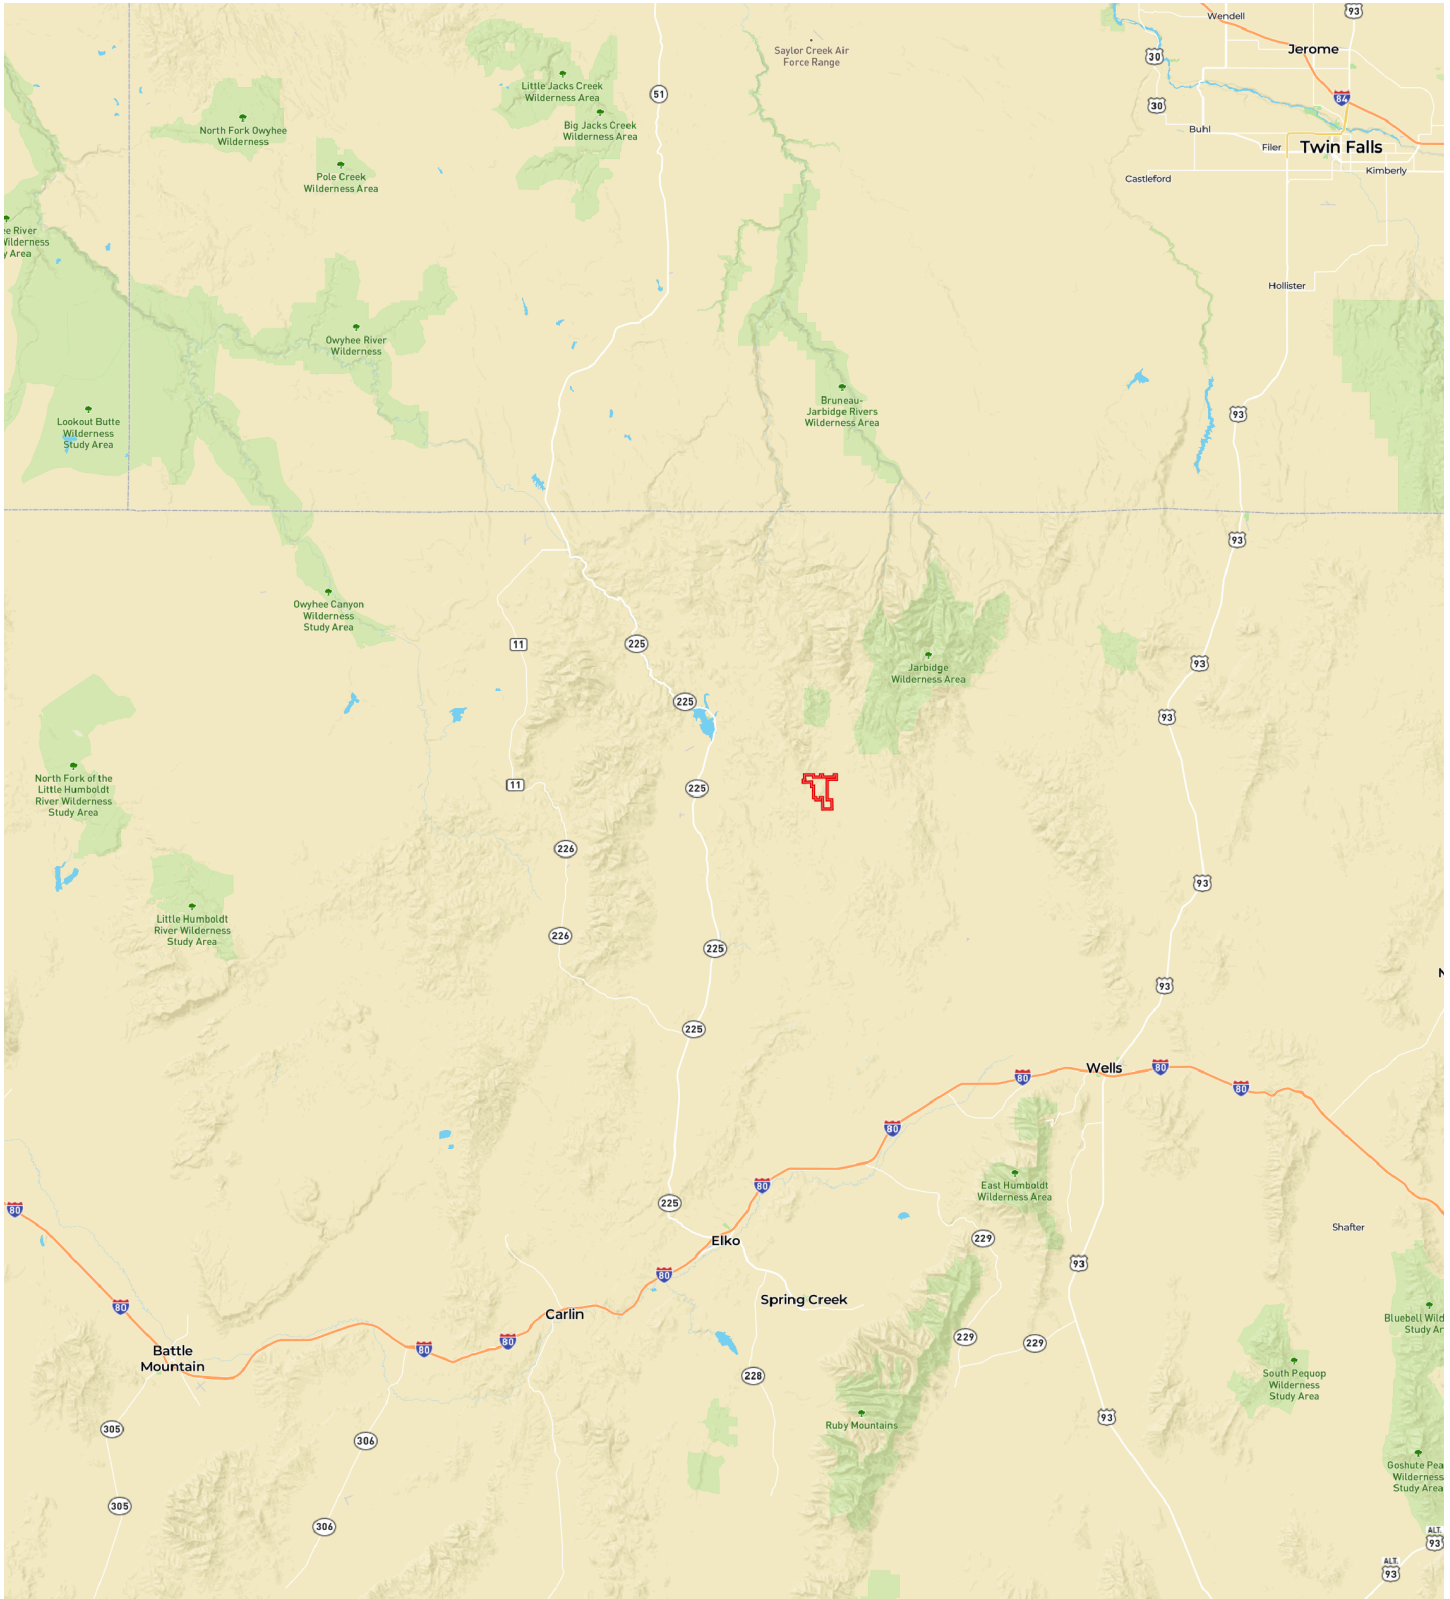 Wendell
93
Saylor Creek Air
Force Range
30
Jerome
Little Jacks Creek
Wilderness Area
51
84
30
North Fork Owyhee
Wilderness
Big Jacks Creek
Wilderness Area
Buhl
Filer
Twin Falls
Pole Creek
Wilderness Area
Castleford
Kimberly
ee River
Wilderness
y Area
Hollister
Owyhee River
Wilderness
Bruneau-
Jarbidge Rivers
Wilderness Area
Lookout Butte
Wilderness
Study Area
93
93
Owyhee Canyon
Wilderness
Study Area
11
225
93
Jarbidge
Wilderness Area
225
93
North Fork of the
Little Humboldt
River Wilderness
Study Area
11
225
226
93
Little Humboldt
River Wilderness
Study Area
226
225
N
93
225
Wells
80
80
80
80
East Humboldt
Wilderness Area
80
225
80
Shafter
Elko
229
93
80
Spring Creek
80
Carlin
Bluebell Wild
Study Ar
229
229
80
80
Battle
Mountain
South Pequop
Wilderness
Study Area
228
93
Ruby Mountains
305
306
Goshute Pea
Wilderness
Study Area
305
306
ALT.
93
ALT.
93